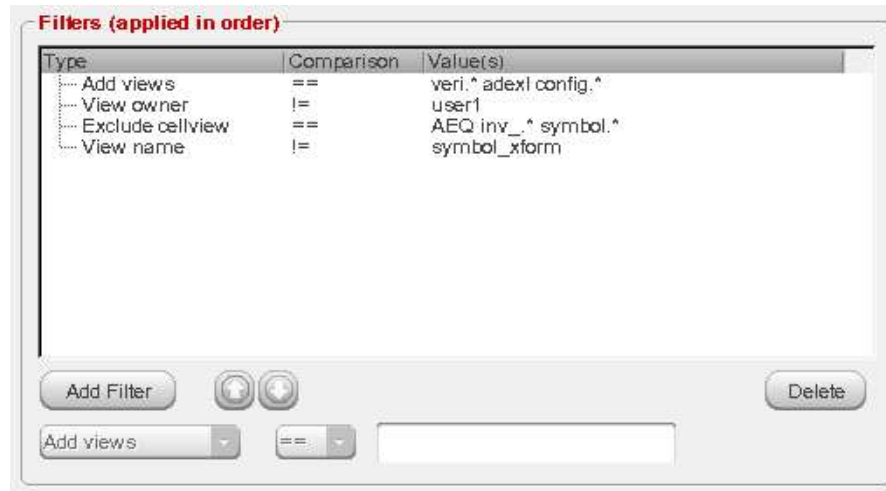 Filters (applied in order)
Type Comparison Value(s)
Add views == veri.* adexl config.*
View owner != user1
Exclude cellview == AEQ inv_.* symbol.*
View name != symbol_xform
Add Filter Delete
Add views ==